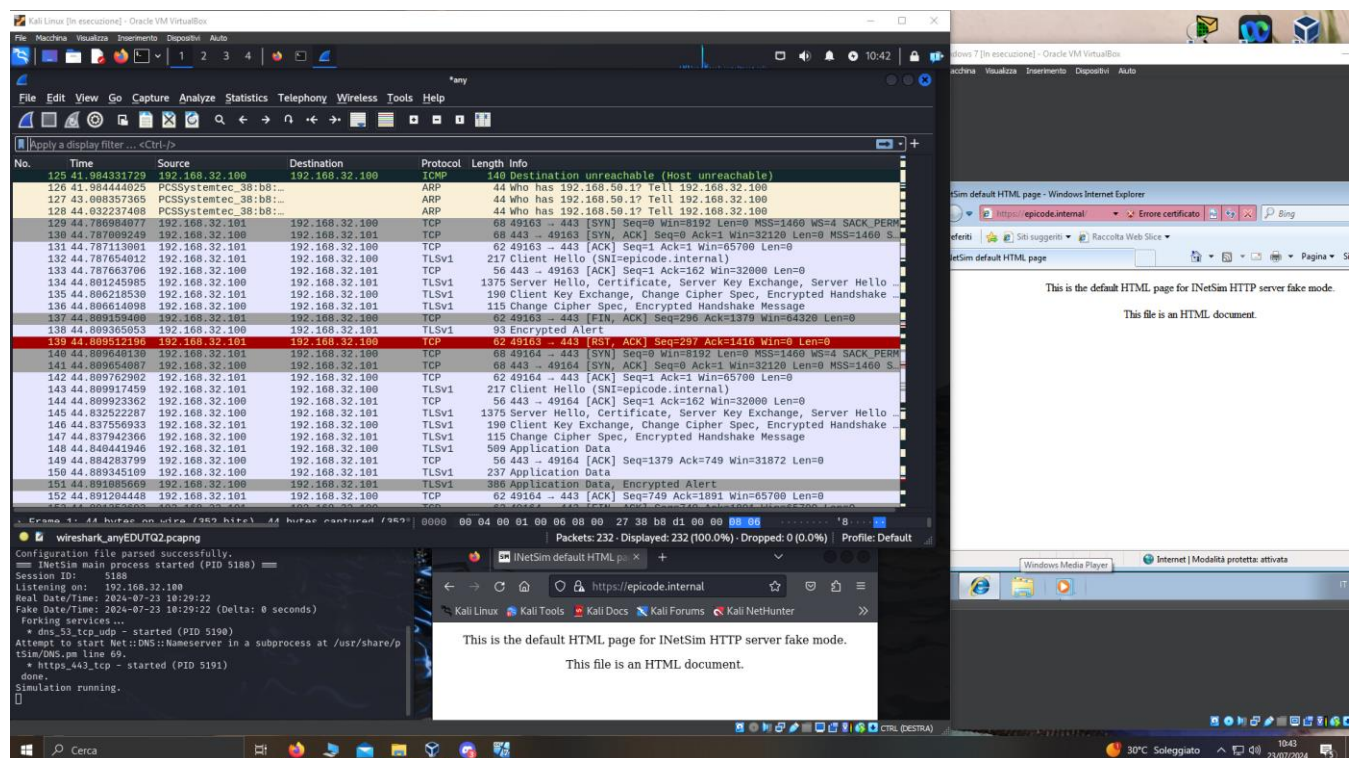 Kali Linux [In esecuzione] - Oracle VM VirtualBox
File Macchina Visualizza Inserimento Dispositivi Aiuto
1 2 3 4
10:42
*any
File Edit View Go Capture Analyze Statistics Telephony Wireless Tools Help
Apply a display filter ... <Ctrl-/>
No. Time Source Destination Protocol Length Info
125 41.984331729 192.168.32.100 192.168.32.100 ICMP 140 Destination unreachable (Host unreachable)
126 41.984444025 PCSSystemtec_38:b8:… ARP 44 Who has 192.168.50.1? Tell 192.168.32.100
127 43.008357365 PCSSystemtec_38:b8:… ARP 44 Who has 192.168.50.1? Tell 192.168.32.100
128 44.032237408 PCSSystemtec_38:b8:… ARP 44 Who has 192.168.50.1? Tell 192.168.32.100
129 44.786984077 192.168.32.101 192.168.32.100 TCP 68 49163 → 443 [SYN] Seq=0 Win=8192 Len=0 MSS=1460 WS=4 SACK_PERM
130 44.787009249 192.168.32.100 192.168.32.101 TCP 68 443 → 49163 [SYN, ACK] Seq=0 Ack=1 Win=32120 Len=0 MSS=1460 S…
131 44.787113001 192.168.32.101 192.168.32.100 TCP 62 49163 → 443 [ACK] Seq=1 Ack=1 Win=65700 Len=0
132 44.787654012 192.168.32.101 192.168.32.100 TLSv1 217 Client Hello (SNI=epicode.internal)
133 44.787663706 192.168.32.100 192.168.32.101 TCP 56 443 → 49163 [ACK] Seq=1 Ack=162 Win=32000 Len=0
134 44.801245985 192.168.32.100 192.168.32.101 TLSv1 1375 Server Hello, Certificate, Server Key Exchange, Server Hello …
135 44.806218530 192.168.32.101 192.168.32.100 TLSv1 190 Client Key Exchange, Change Cipher Spec, Encrypted Handshake …
136 44.806614098 192.168.32.100 192.168.32.101 TLSv1 115 Change Cipher Spec, Encrypted Handshake Message
137 44.809159400 192.168.32.101 192.168.32.100 TCP 62 49163 → 443 [FIN, ACK] Seq=296 Ack=1379 Win=64320 Len=0
138 44.809365053 192.168.32.100 192.168.32.101 TLSv1 93 Encrypted Alert
139 44.809512196 192.168.32.101 192.168.32.100 TCP 62 49163 → 443 [RST, ACK] Seq=297 Ack=1416 Win=0 Len=0
140 44.809640130 192.168.32.101 192.168.32.100 TCP 68 49164 → 443 [SYN] Seq=0 Win=8192 Len=0 MSS=1460 WS=4 SACK_PERM
141 44.809654087 192.168.32.100 192.168.32.101 TCP 68 443 → 49164 [SYN, ACK] Seq=0 Ack=1 Win=32120 Len=0 MSS=1460 S…
142 44.809762902 192.168.32.101 192.168.32.100 TCP 62 49164 → 443 [ACK] Seq=1 Ack=1 Win=65700 Len=0
143 44.809917459 192.168.32.101 192.168.32.100 TLSv1 217 Client Hello (SNI=epicode.internal)
144 44.809923362 192.168.32.100 192.168.32.101 TCP 56 443 → 49164 [ACK] Seq=1 Ack=162 Win=32000 Len=0
145 44.832522287 192.168.32.100 192.168.32.101 TLSv1 1375 Server Hello, Certificate, Server Key Exchange, Server Hello …
146 44.837556933 192.168.32.101 192.168.32.100 TLSv1 190 Client Key Exchange, Change Cipher Spec, Encrypted Handshake …
147 44.837942366 192.168.32.100 192.168.32.101 TLSv1 115 Change Cipher Spec, Encrypted Handshake Message
148 44.840441946 192.168.32.101 192.168.32.100 TLSv1 509 Application Data
149 44.884283799 192.168.32.100 192.168.32.101 TCP 56 443 → 49164 [ACK] Seq=1379 Ack=749 Win=31872 Len=0
150 44.889345109 192.168.32.100 192.168.32.101 TLSv1 237 Application Data
151 44.891085669 192.168.32.100 192.168.32.101 TLSv1 386 Application Data, Encrypted Alert
152 44.891204448 192.168.32.101 192.168.32.100 TCP 62 49164 → 443 [ACK] Seq=749 Ack=1891 Win=65700 Len=0
Frame 1: 44 bytes on wire (352 bits), 44 bytes captured (352
0000 00 04 00 01 00 06 08 00 27 38 b8 d1 00 00 08 06 ········ '8······
wireshark_anyEDUTQ2.pcapng
Packets: 232 · Displayed: 232 (100.0%) · Dropped: 0 (0.0%)
Profile: Default
Configuration file parsed successfully.
=== INetSim main process started (PID 5188) ===
Session ID: 5188
Listening on: 192.168.32.100
Real Date/Time: 2024-07-23 10:29:22
Fake Date/Time: 2024-07-23 10:29:22 (Delta: 0 seconds)
Forking services...
* dns_53_tcp_udp - started (PID 5190)
Attempt to start Net::DNS::Nameserver in a subprocess at /usr/share/p
tSim/DNS.pm line 69.
* https_443_tcp - started (PID 5191)
done.
Simulation running.
INetSim default HTML pa
https://epicode.internal
Kali Linux Kali Tools Kali Docs Kali Forums Kali NetHunter
This is the default HTML page for INetSim HTTP server fake mode.
This file is an HTML document.
CTRL (DESTRA)
dows 7 [In esecuzione] - Oracle VM VirtualBox
acchina Visualizza Inserimento Dispositivi Aiuto
tSim default HTML page - Windows Internet Explorer
https://epicode.internal/
Errore certificato
Bing
eferiti Siti suggeriti Raccolta Web Slice
NetSim default HTML page
Pagina
This is the default HTML page for INetSim HTTP server fake mode.
This file is an HTML document.
Windows Media Player
Internet | Modalità protetta: attivata
IT
Cerca
30°C Soleggiato
10:43
23/07/2024